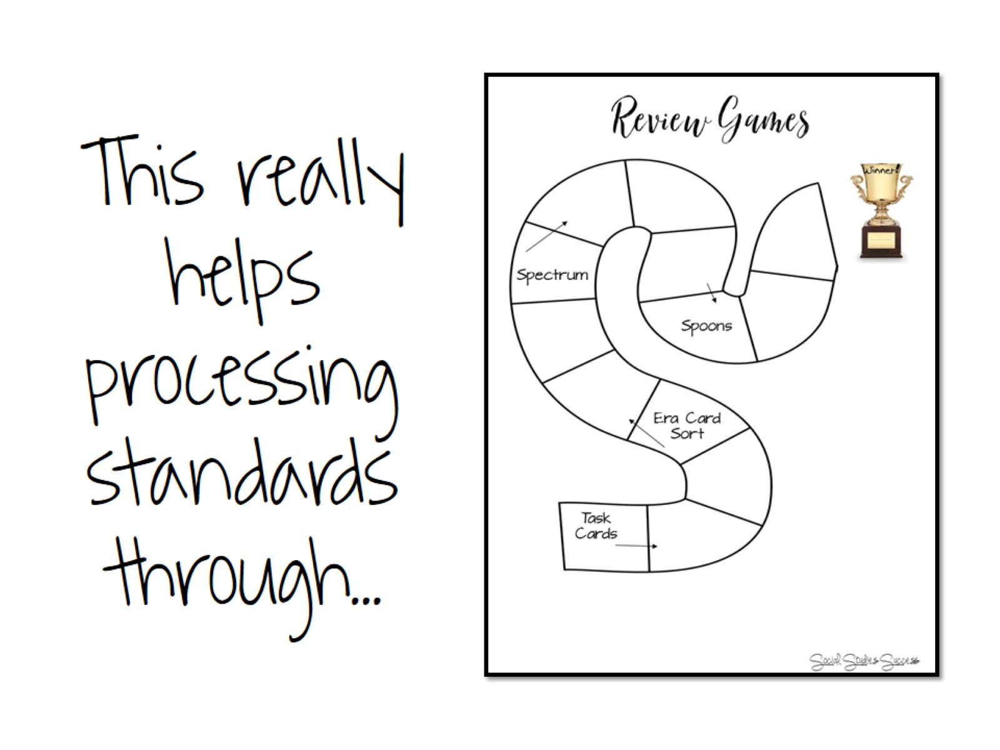 This really
helps
processing
standards
through...
Review Games
Winner!
Spectrum
Spoons
Era Card
Sort
Task
Cards
Social Studies Success